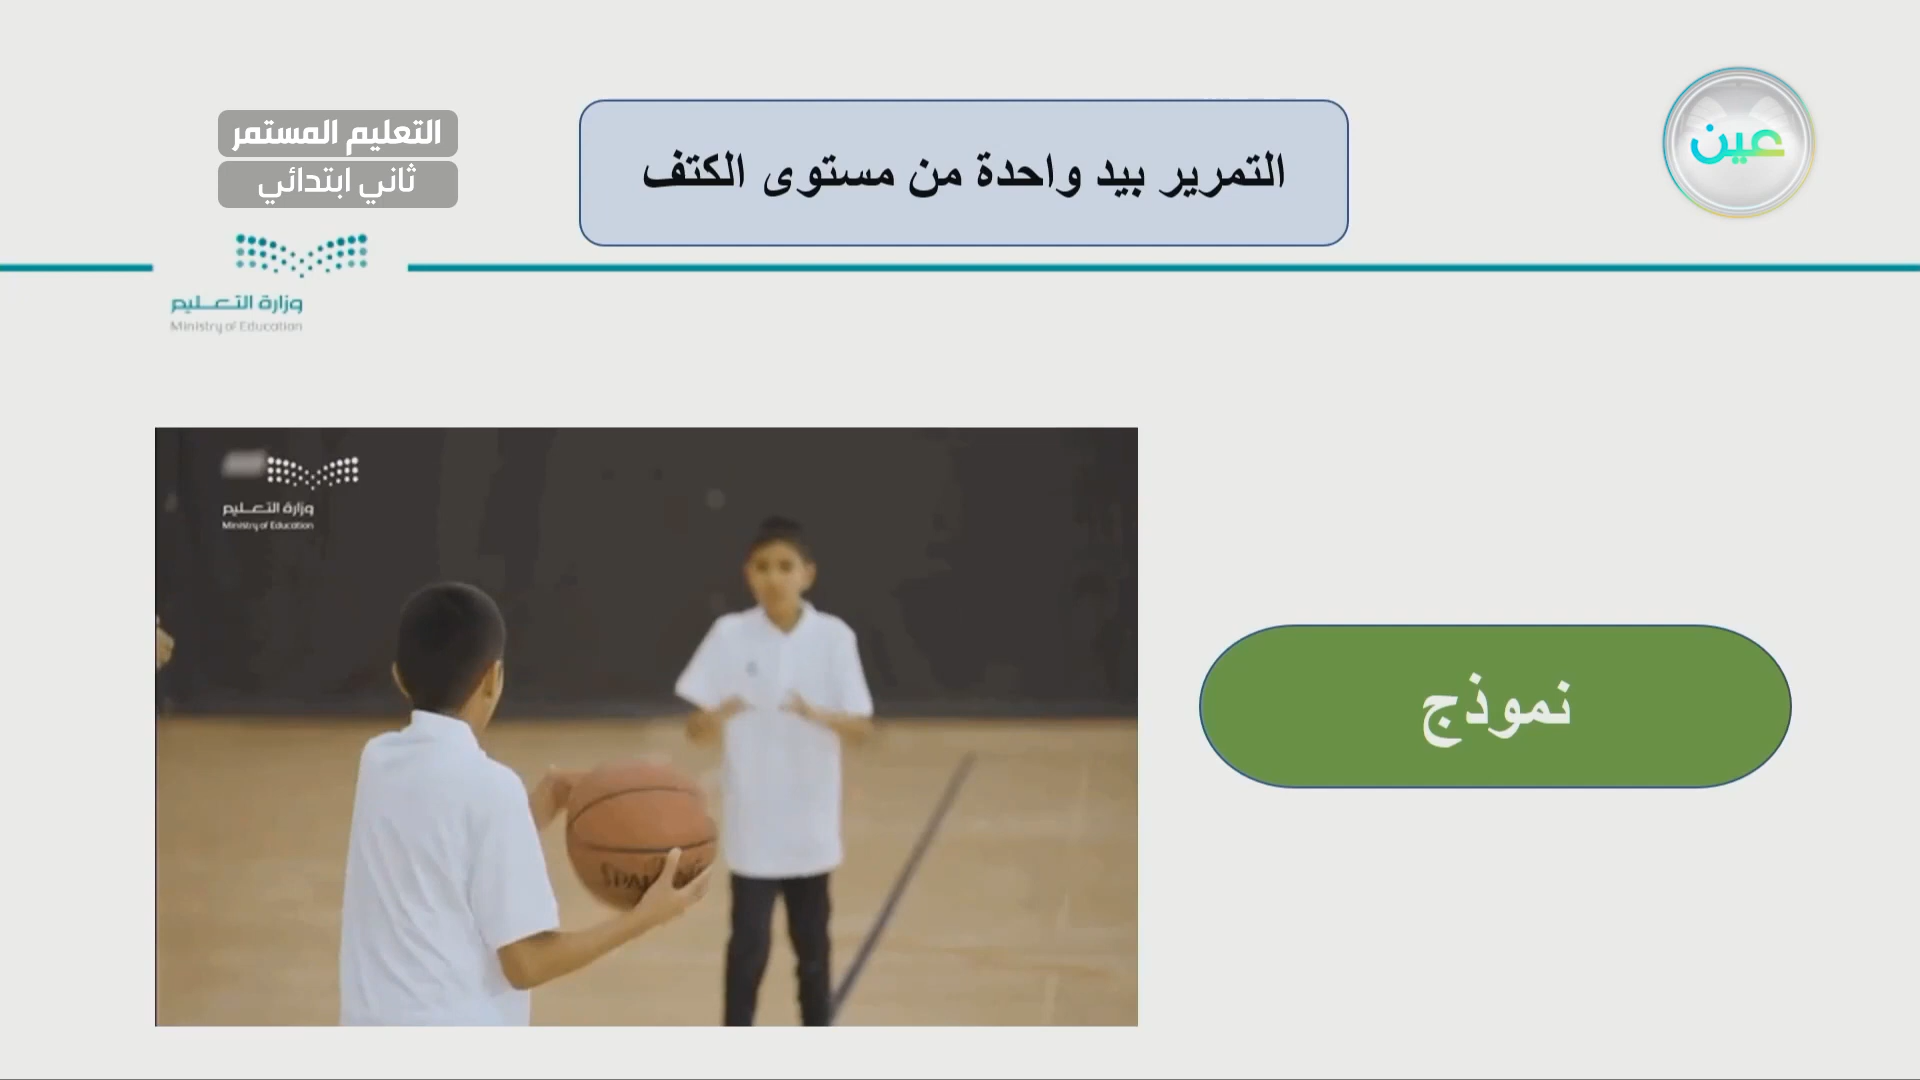 التعليم المستمر
ثاني ابتدائي
التمرير بيد واحدة من مستوى الكتف
عين
وزارة التعليم
Ministry of Education
وزارة التعليم
Ministry of Education
نموذج